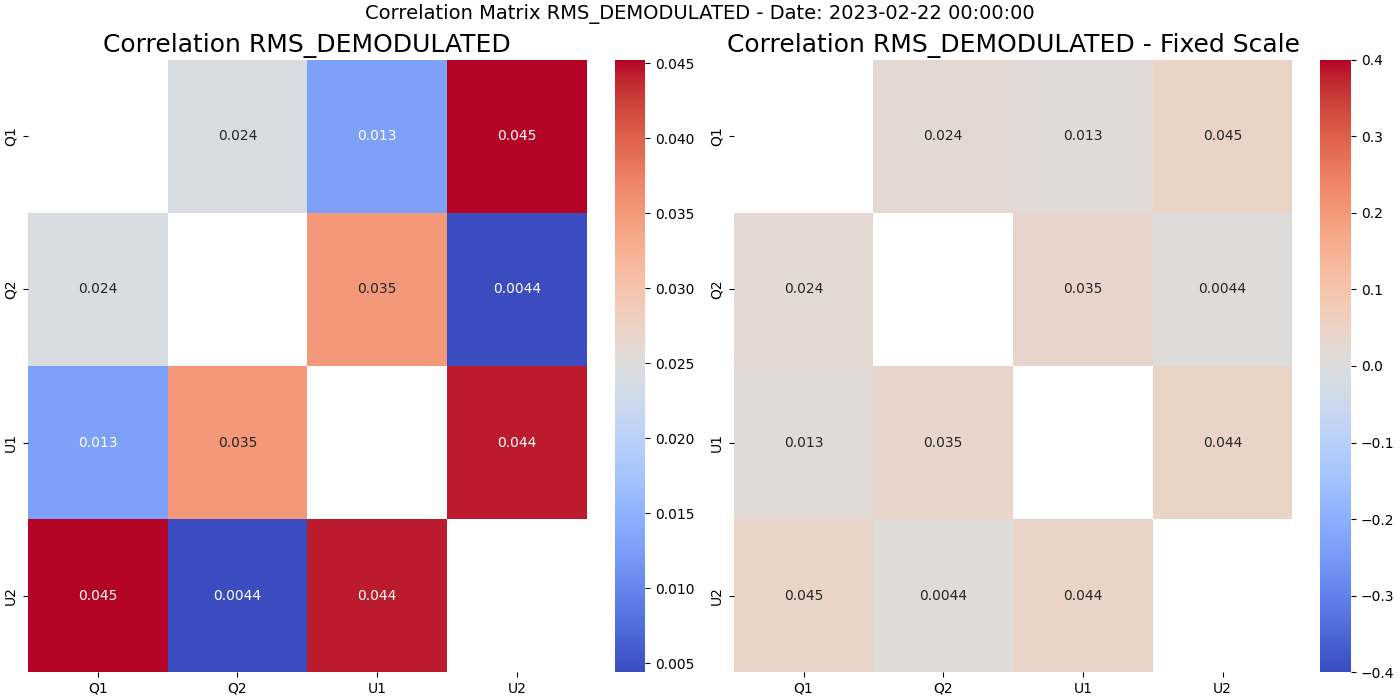 Correlation Matrix RMS_DEMODULATED - Date: 2023-02-22 00:00:00
Correlation RMS_DEMODULATED
Q1
0.024
0.013
0.045
Q2
0.024
0.035
0.0044
U1
0.013
0.035
0.044
U2
0.045
0.0044
0.044
Q1
Q2
U1
U2
0.045
0.040
0.035
0.030
0.025
0.020
0.015
0.010
0.005
Correlation RMS_DEMODULATED - Fixed Scale
Q1
0.024
0.013
0.045
Q2
0.024
0.035
0.0044
U1
0.013
0.035
0.044
U2
0.045
0.0044
0.044
Q1
Q2
U1
U2
0.4
0.3
0.2
0.1
0.0
−0.1
−0.2
−0.3
−0.4